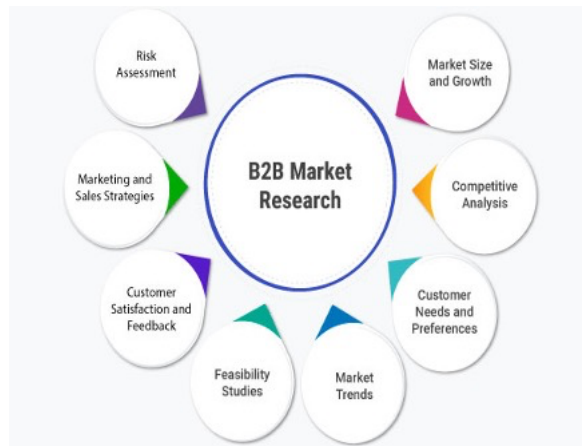 B2B Market
Research
Market Size
and Growth
Competitive
Analysis
Customer
Needs and
Preferences
Market
Trends
Feasibility
Studies
Customer
Satisfaction and
Feedback
Marketing and
Sales Strategies
Risk
Assessment